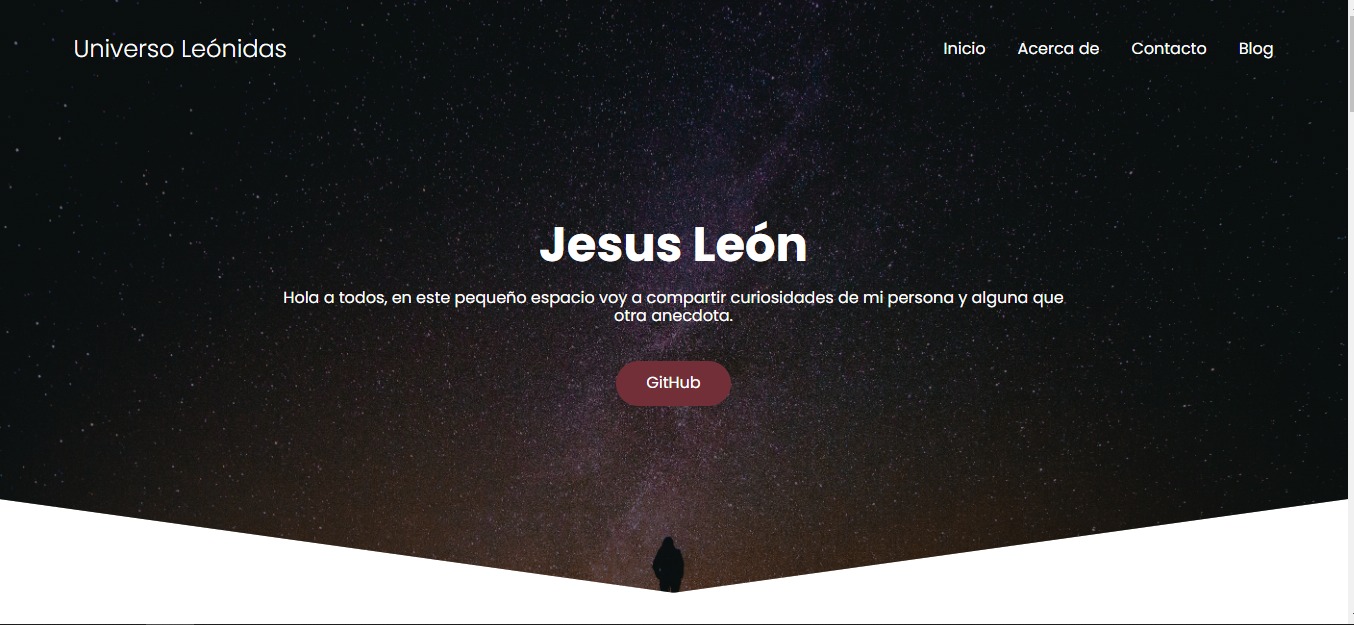 Universo Leónidas
Inicio
Acerca de
Contacto
Blog
Jesus León
Hola a todos, en este pequeño espacio voy a compartir curiosidades de mi persona y alguna que
otra anecdota.
GitHub